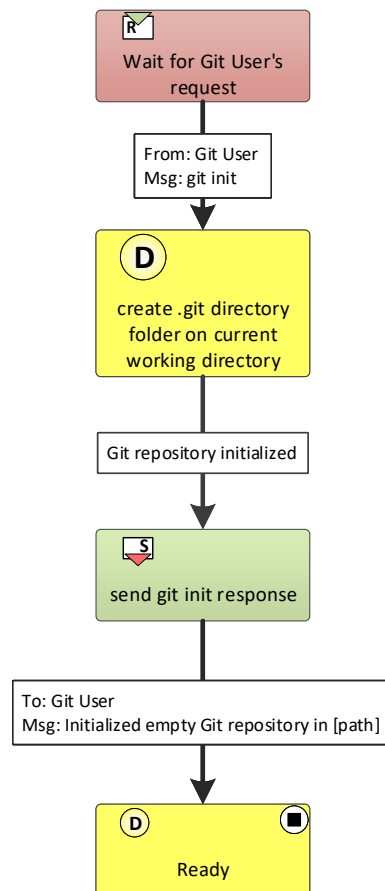 R
Wait for Git User's
request
From: Git User
Msg: git init
D
create .git directory
folder on current
working directory
Git repository initialized
S
send git init response
To: Git User
Msg: Initialized empty Git repository in [path]
D
Ready